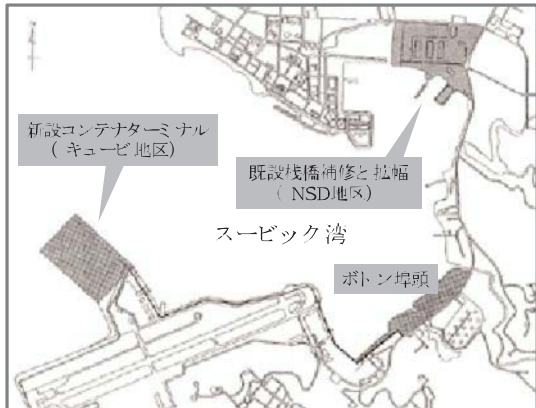 新設コンテナターミナル
( キュービ地区)
既設桟橋補修と拡幅
( NSD地区)
スービック湾
ボトン埠頭